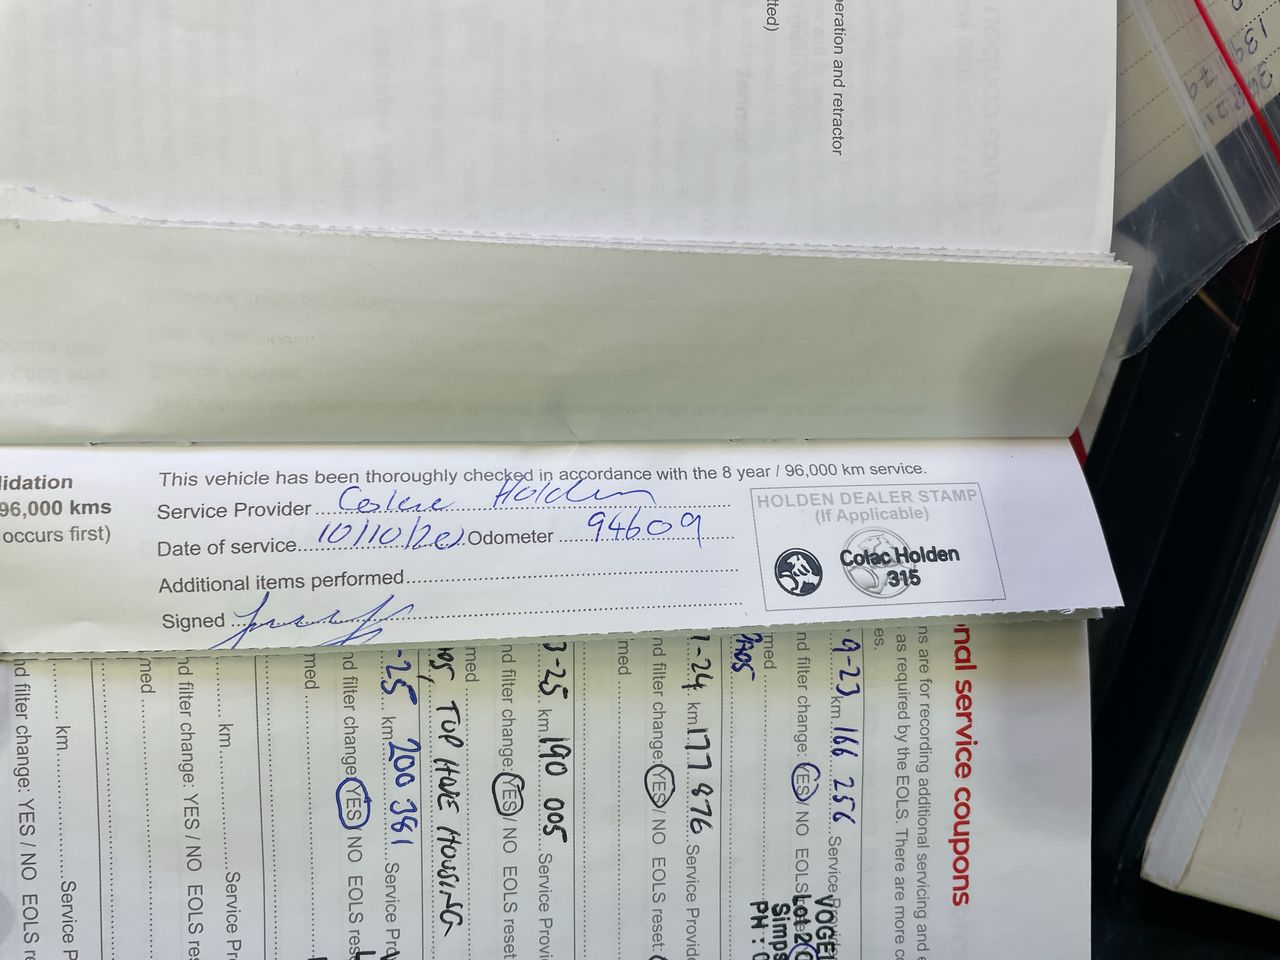 eration and retractor
tted)
lidation
96,000 kms
occurs first)
This vehicle has been thoroughly checked in accordance with the 8 year / 96,000 km service.
Service Provider Holden
Date of service 10/10/20 Odometer 94609
Additional items performed
Signed
HOLDEN DEALER STAMP
(If Applicable)
Colac Holden
315
nal service coupons
ns are for recording additional servicing and e
as required by the EOLS. There are more c
es.
9-23 km 166 256 Service
nd filter change: YES / NO EOLS
med
VOGE
Lot 2
Simps
PH :
1-24 km 177 876 Service Provide
nd filter change: YES / NO EOLS reset:
med
3-25 km 190 005 Service Provi
nd filter change: YES / NO EOLS reset
med
TOP HOSE HOUSING
-25 km 200 381 Service Pro
nd filter change: YES / NO EOLS res
med
km Service Pr
nd filter change: YES / NO EOLS res
med
km Service P
nd filter change: YES / NO EOLS r